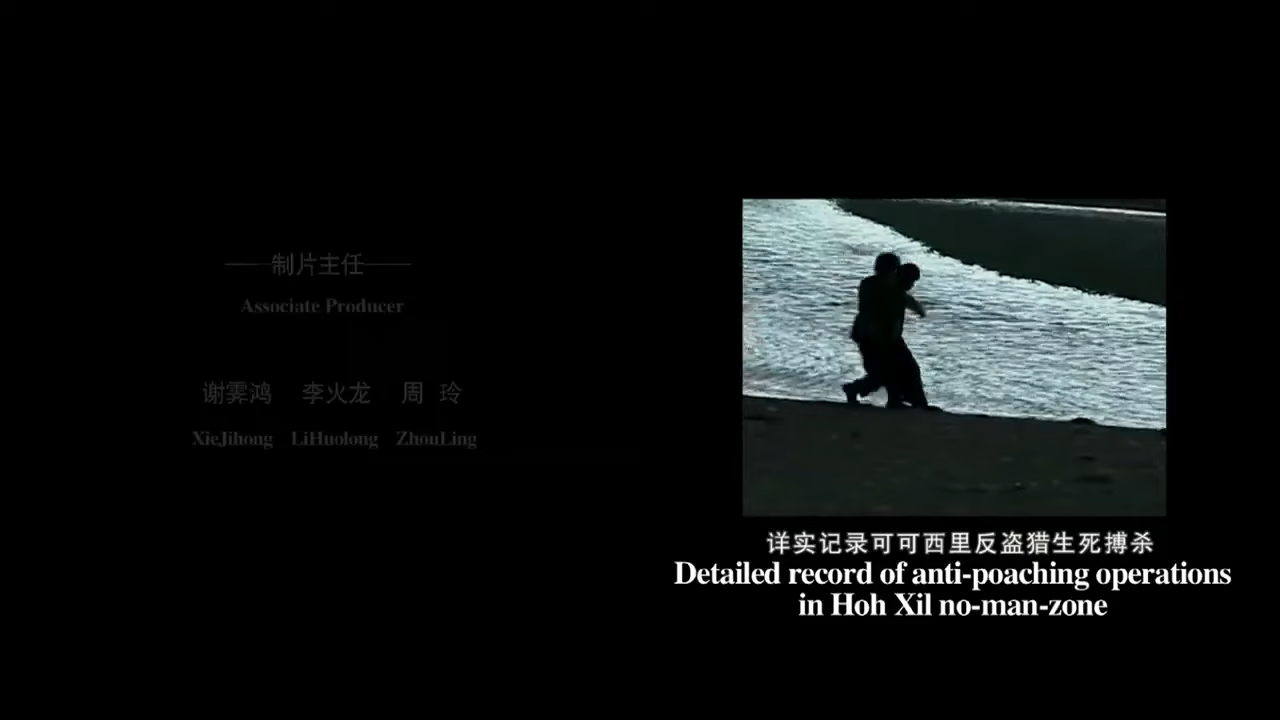 制片主任
Associate Producer
谢霁鸿 李火龙 周 玲
XieJihong LiHuolong ZhouLing
详实记录可可西里反盗猎生死搏杀
Detailed record of anti-poaching operations
in Hoh Xil no-man-zone